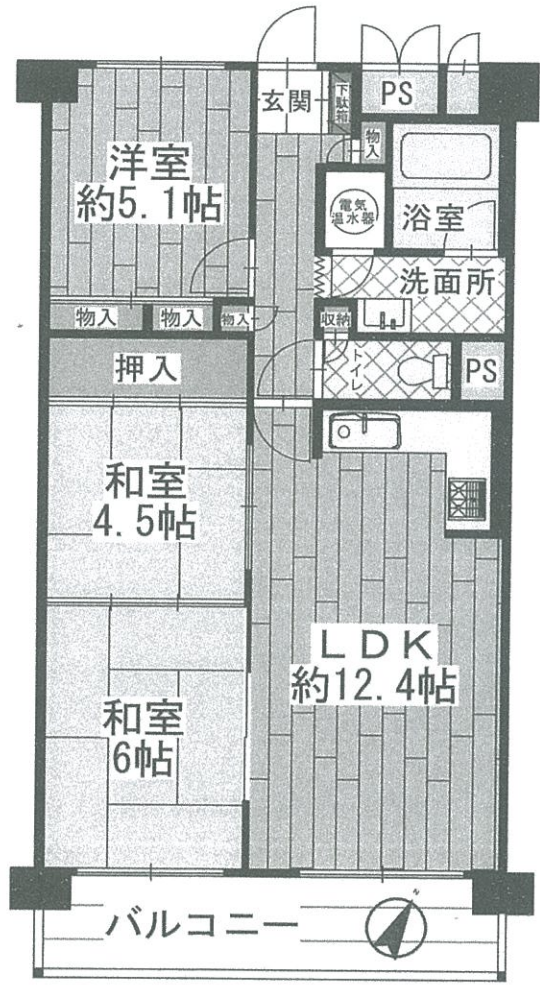 玄関
下駄箱
PS
物入
洋室
約5.1帖
電気
温水器
浴室
洗面所
物入
物入
物入
収納
トイレ
PS
押入
和室
4.5帖
LDK
約12.4帖
和室
6帖
バルコニー